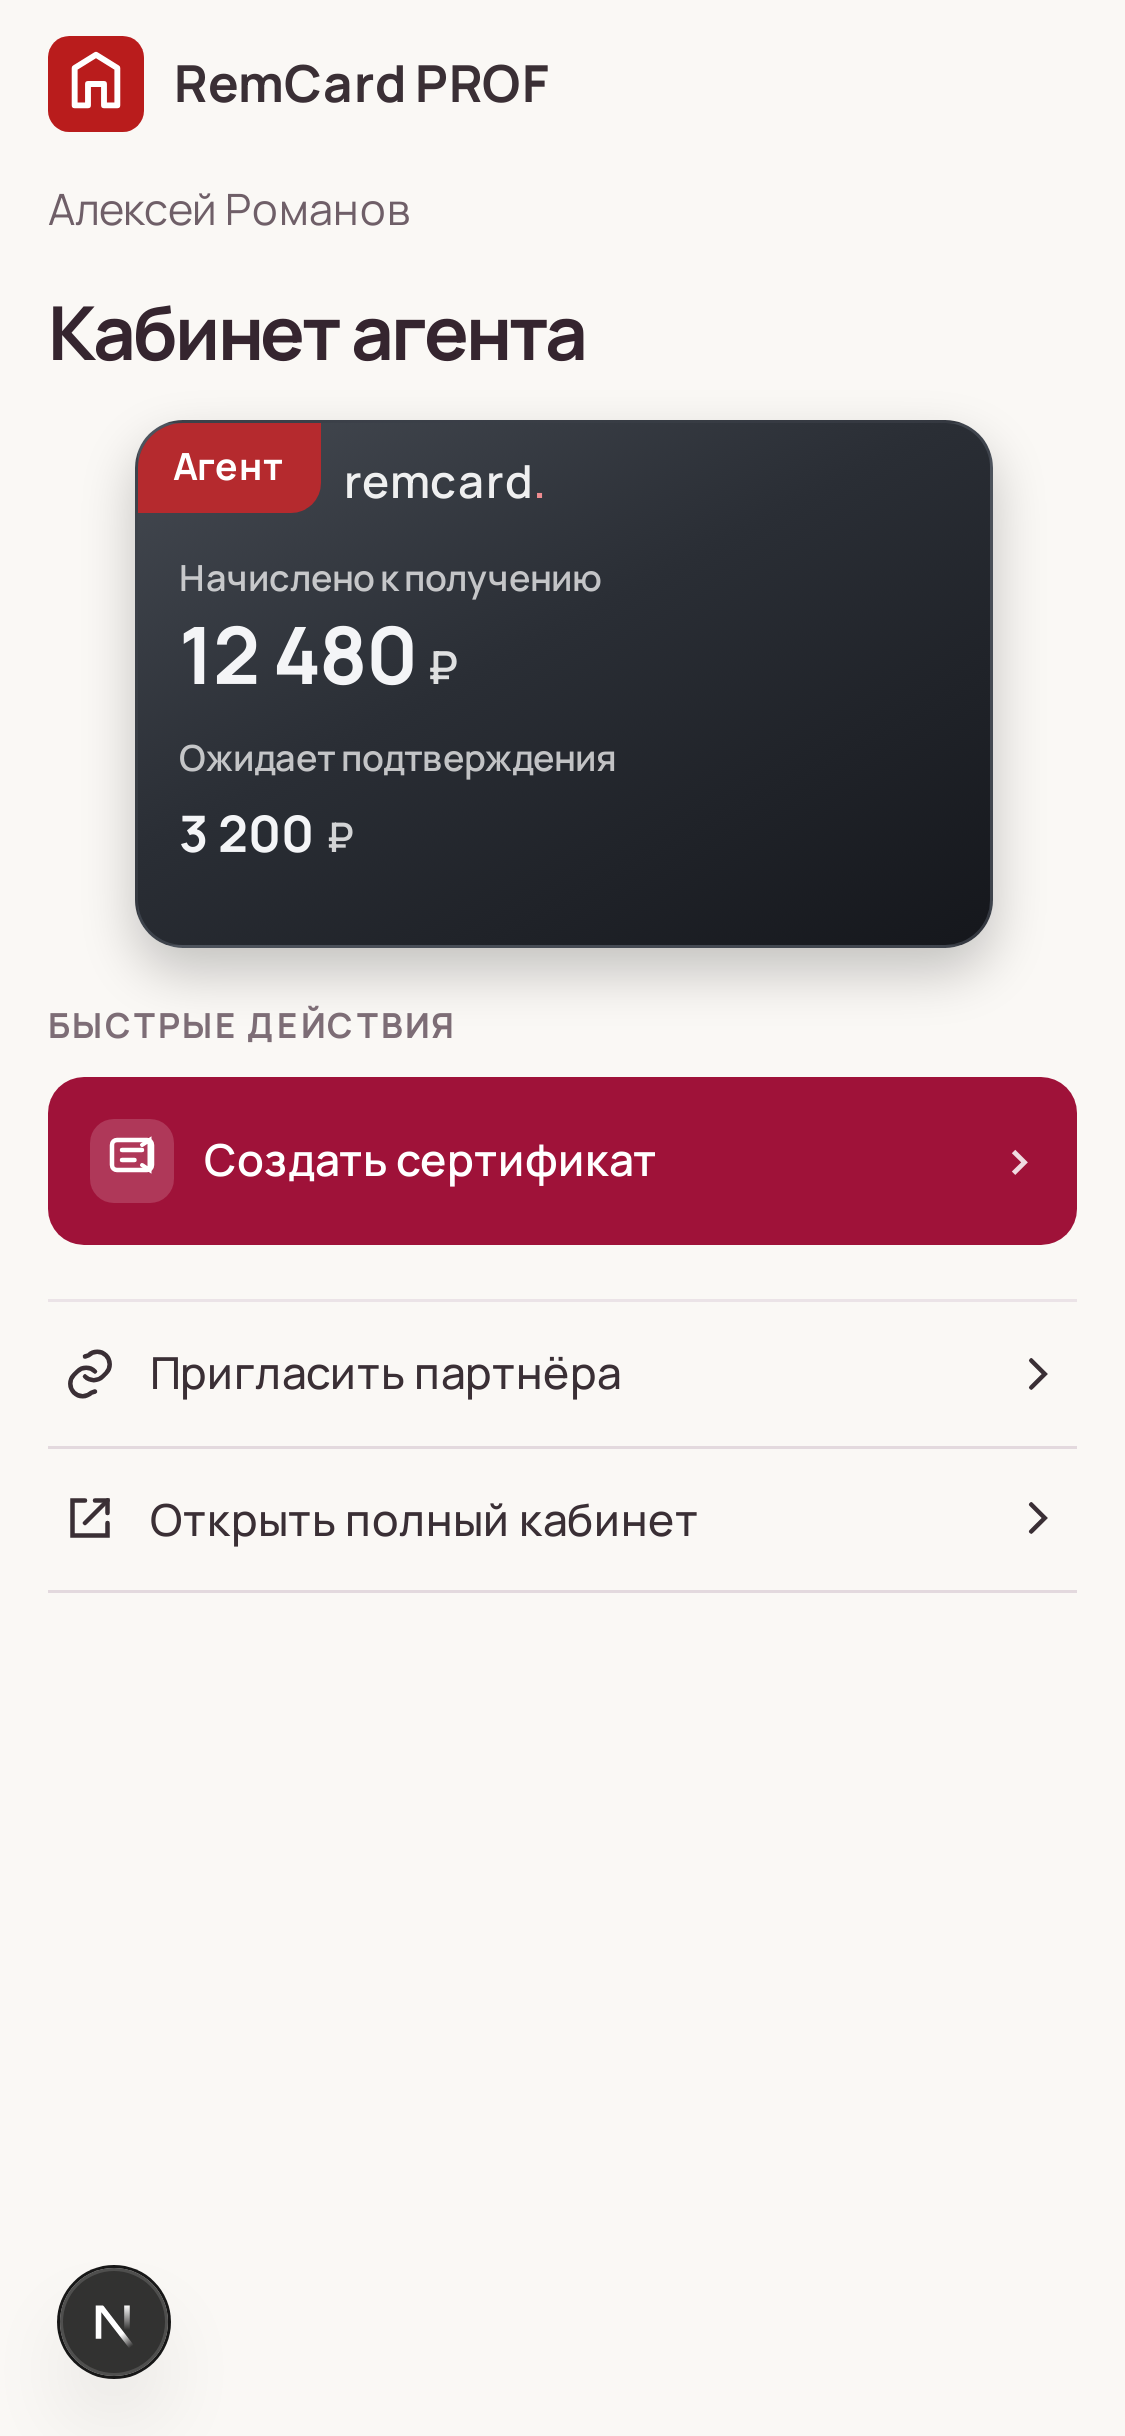 RemCard PROF
Алексей Романов
Кабинет агента
Агент
remcard.
Начислено к получению
12 480 ₽
Ожидает подтверждения
3 200 ₽
БЫСТРЫЕ ДЕЙСТВИЯ
Создать сертификат
Пригласить партнёра
Открыть полный кабинет
N